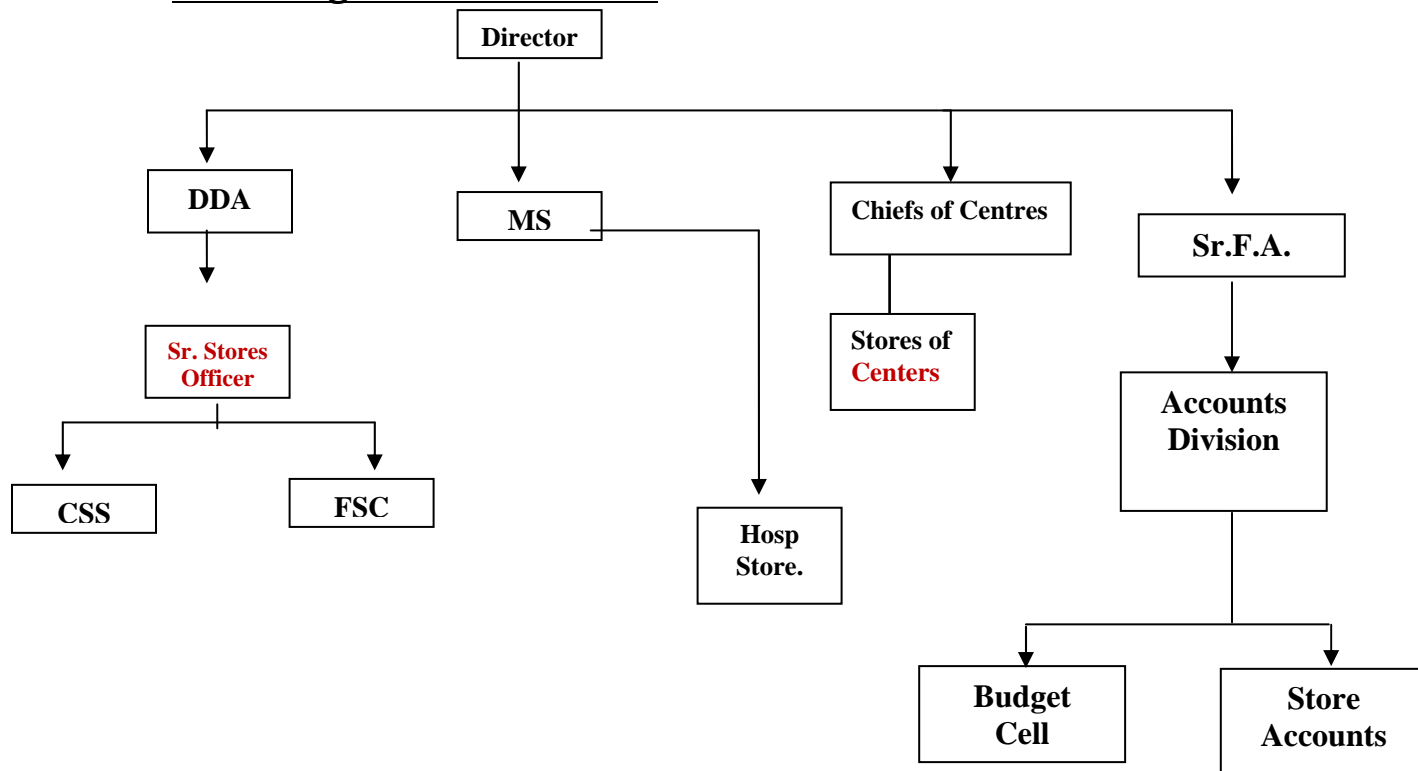 Director
DDA
MS
Chiefs of Centres
Sr.F.A.
Sr. Stores
Officer
Stores of
Centers
Accounts
Division
CSS
FSC
Hosp
Store.
Budget
Cell
Store
Accounts